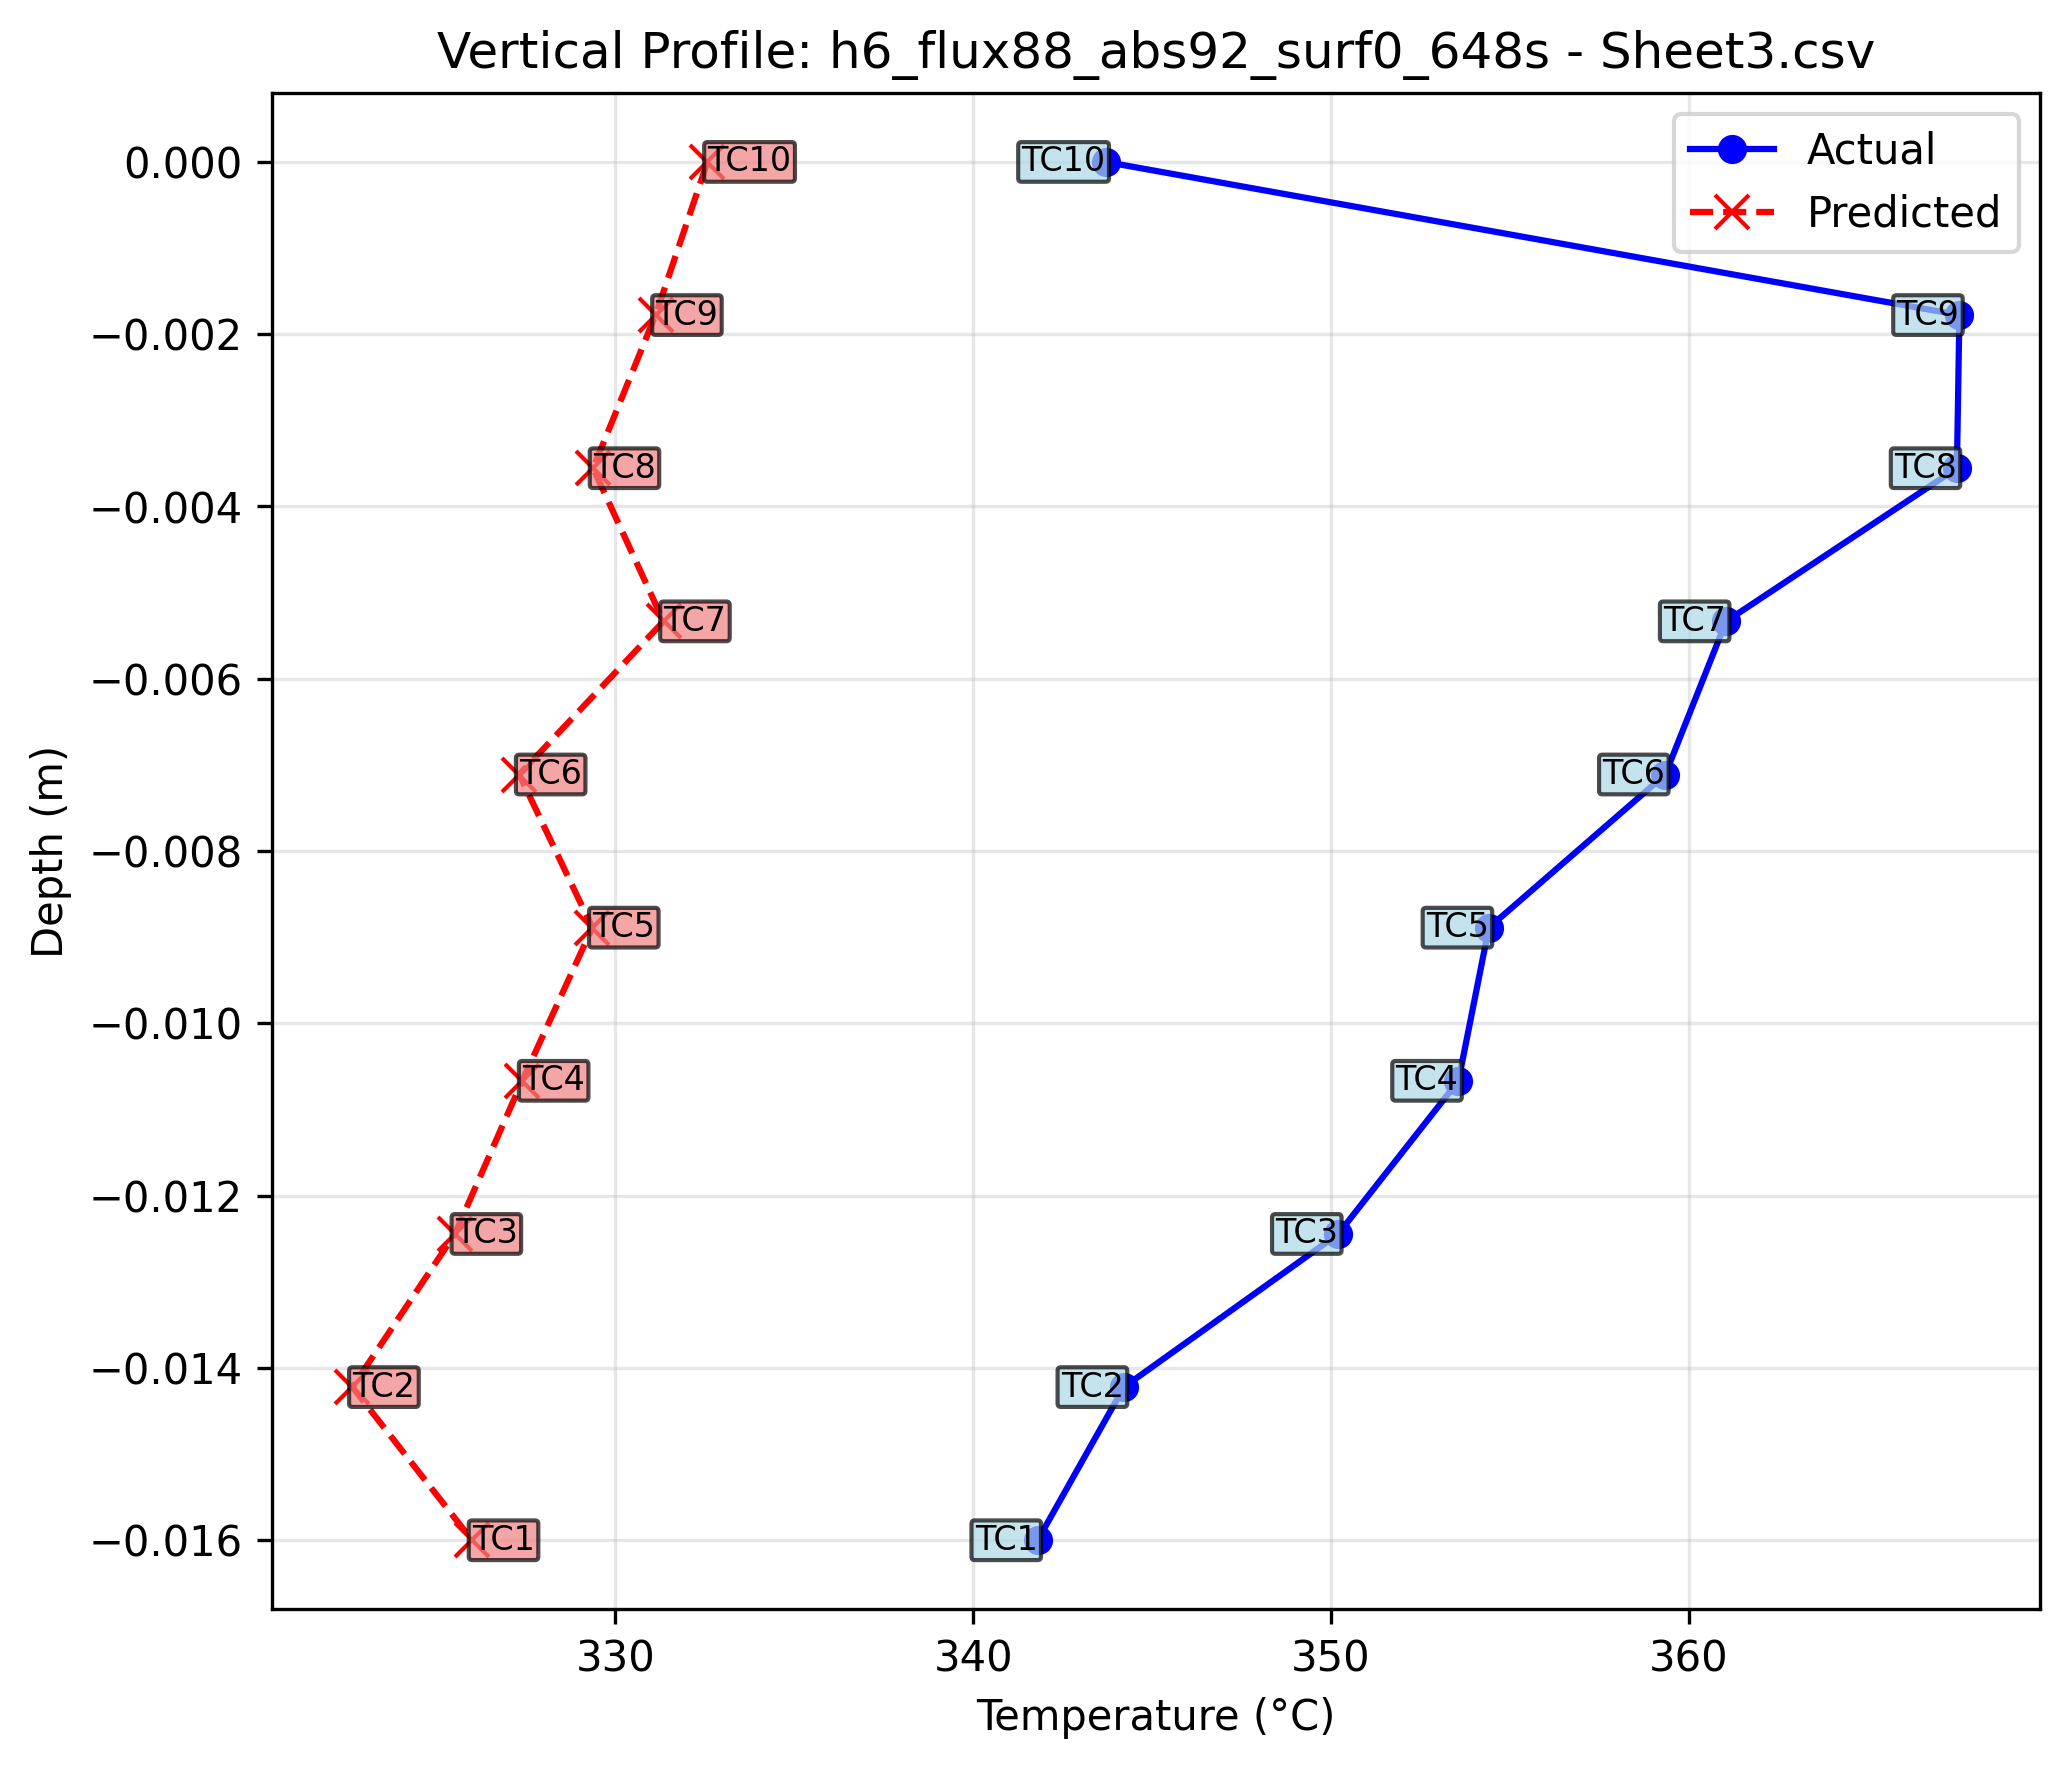 Vertical Profile: h6_flux88_abs92_surf0_648s - Sheet3.csv
Actual
Predicted
0.000
−0.002
−0.004
−0.006
−0.008
−0.010
−0.012
−0.014
−0.016
Depth (m)
TC10
TC10
TC9
TC9
TC8
TC8
TC7
TC7
TC6
TC6
TC5
TC5
TC4
TC4
TC3
TC3
TC2
TC2
TC1
TC1
330 340 350 360
Temperature (°C)